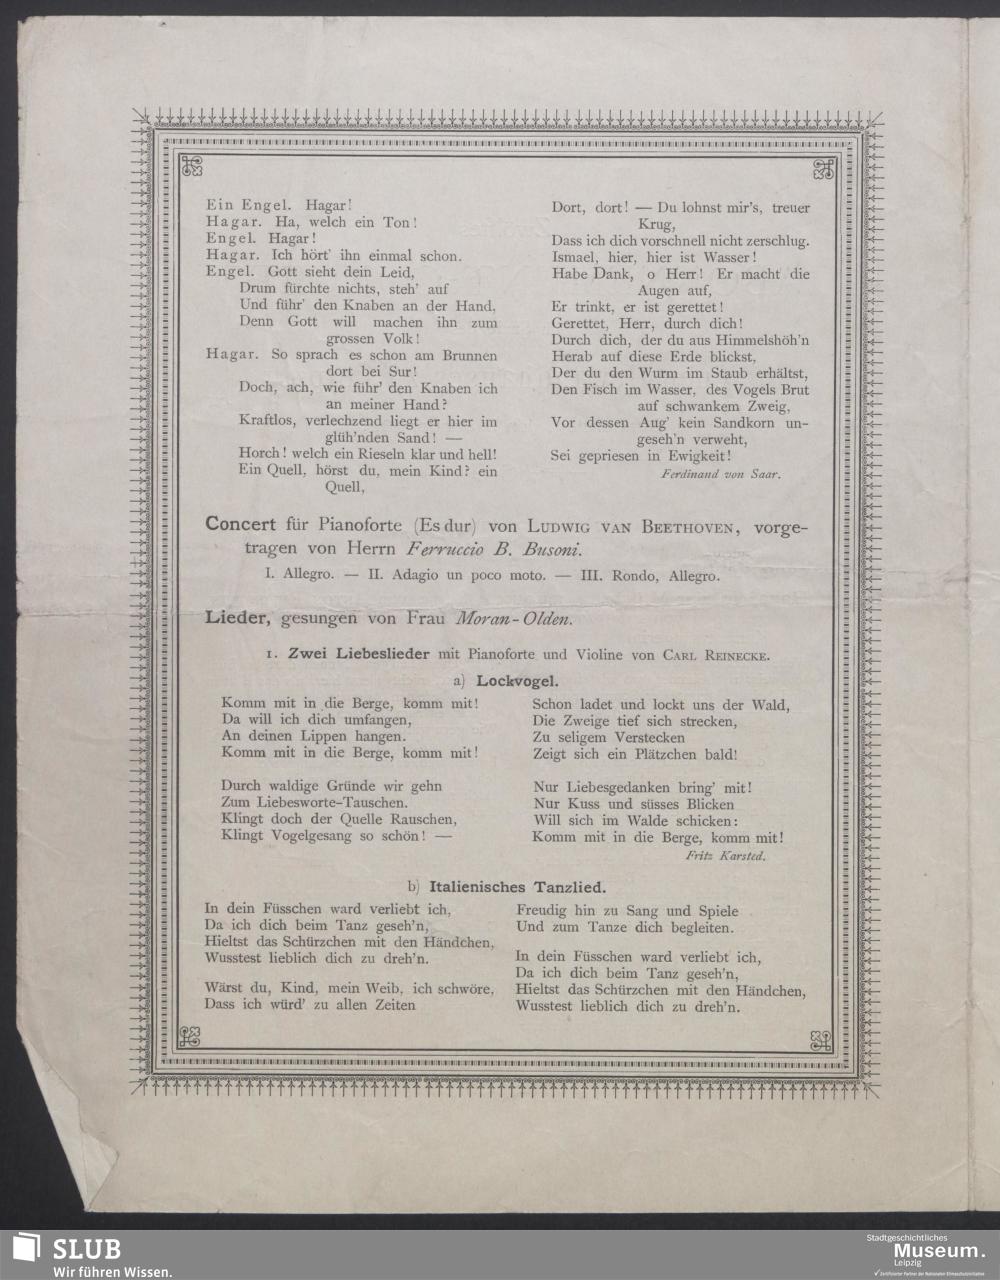 Ein Engel. Hagar!
Hagar. Ha, welch ein Ton!
Engel. Hagar!
Hagar. Ich hört' ihn einmal schon.
Engel. Gott sieht dein Leid,
Drum fürchte nichts, steh' auf
Und führ' den Knaben an der Hand,
Denn Gott will machen ihn zum
grossen Volk!
Hagar. So sprach es schon am Brunnen
dort bei Sur!
Doch, ach, wie führ' den Knaben ich
an meiner Hand?
Kraftlos, verlechzend liegt er hier im
glüh'nden Sand! —
Horch! welch ein Rieseln klar und hell!
Ein Quell, hörst du, mein Kind? ein
Quell,
Dort, dort! — Du lohnst mir's, treuer
Krug,
Dass ich dich vorschnell nicht zerschlug.
Ismael, hier, hier ist Wasser!
Habe Dank, o Herr! Er macht die
Augen auf,
Er trinkt, er ist gerettet!
Gerettet, Herr, durch dich!
Durch dich, der du aus Himmelshöh'n
Herab auf diese Erde blickst,
Der du den Wurm im Staub erhältst,
Den Fisch im Wasser, des Vogels Brut
auf schwankem Zweig,
Vor dessen Aug' kein Sandkorn un-
geseh'n verweht,
Sei gepriesen in Ewigkeit!
Ferdinand von Saar.
Concert für Pianoforte (Es dur) von LUDWIG VAN BEETHOVEN, vorge-
tragen von Herrn Ferruccio B. Busoni.
I. Allegro. — II. Adagio un poco moto. — III. Rondo, Allegro.
Lieder, gesungen von Frau Moran-Olden.
1. Zwei Liebeslieder mit Pianoforte und Violine von CARL REINECKE.
a) Lockvogel.
Komm mit in die Berge, komm mit!
Da will ich dich umfangen,
An deinen Lippen hangen.
Komm mit in die Berge, komm mit!
Durch waldige Gründe wir gehn
Zum Liebesworte-Tauschen.
Klingt doch der Quelle Rauschen,
Klingt Vogelgesang so schön! —
Schon ladet und lockt uns der Wald,
Die Zweige tief sich strecken,
Zu seligem Verstecken
Zeigt sich ein Plätzchen bald!
Nur Liebesgedanken bring' mit!
Nur Kuss und süsses Blicken
Will sich im Walde schicken:
Komm mit in die Berge, komm mit!
Fritz Karsted.
b) Italienisches Tanzlied.
In dein Füsschen ward verliebt ich,
Da ich dich beim Tanz geseh'n,
Hieltst das Schürzchen mit den Händchen,
Wusstest lieblich dich zu dreh'n.
Wärst du, Kind, mein Weib, ich schwöre,
Dass ich würd' zu allen Zeiten
Freudig hin zu Sang und Spiele
Und zum Tanze dich begleiten.
In dein Füsschen ward verliebt ich,
Da ich dich beim Tanz geseh'n,
Hieltst das Schürzchen mit den Händchen,
Wusstest lieblich dich zu dreh'n.
SLUB
Wir führen Wissen.
Stadtgeschichtliches
Museum.
Leipzig
Zertifizierter Partner der Nationalen Klimaschutzinitiative